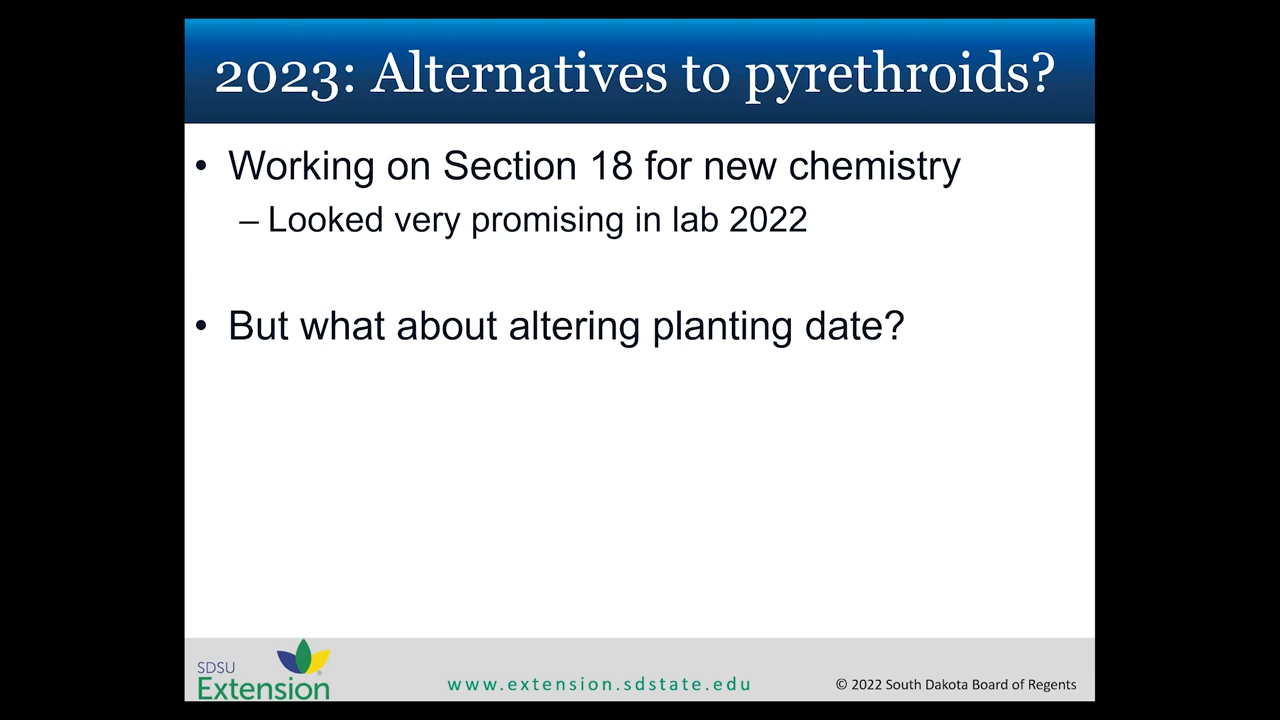 2023: Alternatives to pyrethroids?
• Working on Section 18 for new chemistry
– Looked very promising in lab 2022
• But what about altering planting date?
SDSU
Extension
www.extension.sdstate.edu
© 2022 South Dakota Board of Regents